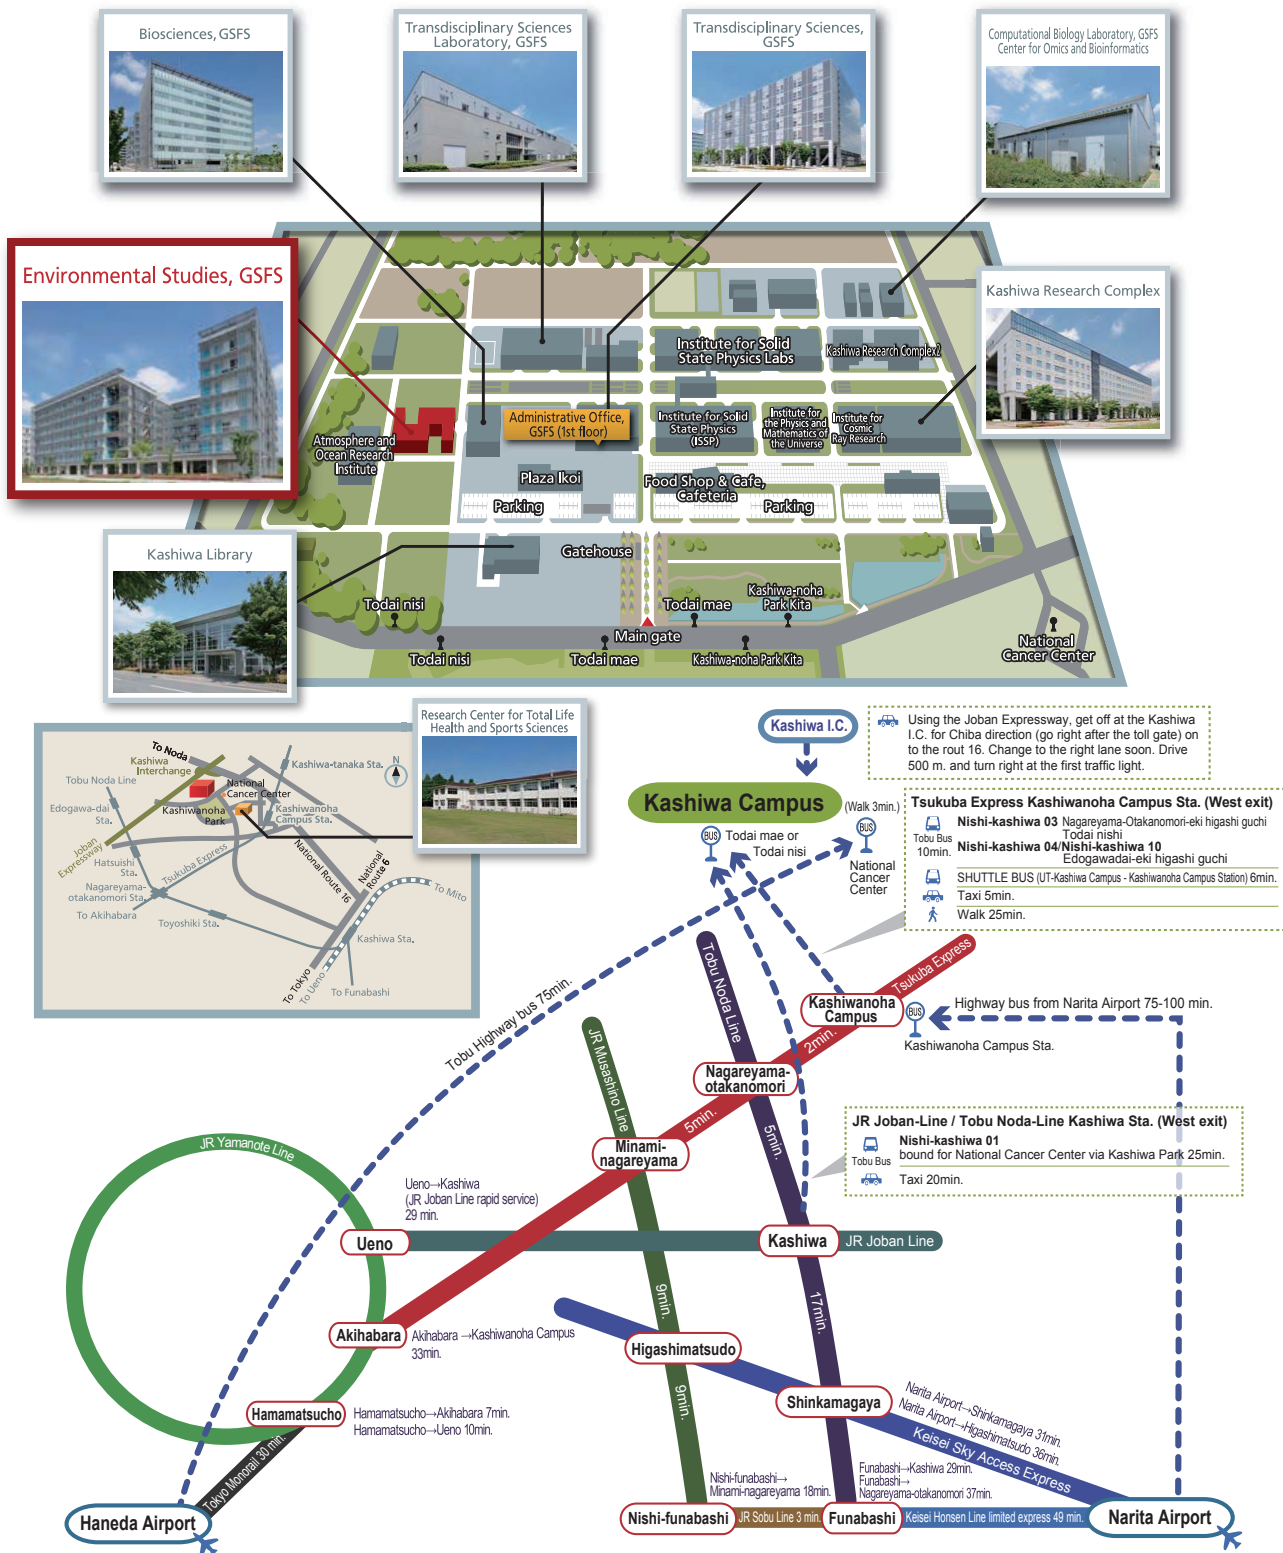 Biosciences, GSFS
Transdisciplinary Sciences
Laboratory, GSFS
Transdisciplinary Sciences,
GSFS
Computational Biology Laboratory, GSFS
Center for Omics and Bioinformatics
Environmental Studies, GSFS
Kashiwa Research Complex
Institute for Solid
State Physics Labs
Kashiwa Research Complex2
Administrative Office,
GSFS (1st floor)
Institute for Solid
State Physics
(ISSP)
Institute for
the Physics and
Mathematics of
the Universe
Institute for
Cosmic
Ray Research
Atmosphere and
Ocean Research
Institute
Plaza Ikoi
Food Shop & Cafe,
Cafeteria
Parking
Parking
Kashiwa Library
Gatehouse
Todai nisi
Todai mae
Kashiwa-noha
Park Kita
Main gate
Todai nisi
Todai mae
Kashiwa-noha Park Kita
National
Cancer Center
Research Center for Total Life
Health and Sports Sciences
To Noda
Kashiwa
Interchange
Kashiwa-tanaka Sta.
N
Tobu Noda Line
National
Cancer Center
Edogawa-dai
Sta.
Kashiwanoha
Park
Kashiwanoha
Campus Sta.
Joban
Expressway
Hatsuishi
Sta.
Tsukuba Express
National Route 16
National
Route 6
Nagareyama-
otakanomori Sta.
To Mito
To Akihabara
Toyoshiki Sta.
Kashiwa Sta.
To Tokyo
To Ueno
To Funabashi
Kashiwa I.C.
Using the Joban Expressway, get off at the Kashiwa
I.C. for Chiba direction (go right after the toll gate) on
to the rout 16. Change to the right lane soon. Drive
500 m. and turn right at the first traffic light.
Kashiwa Campus
(Walk 3min.)
BUS
Todai mae or
Todai nisi
BUS
National
Cancer
Center
Tsukuba Express Kashiwanoha Campus Sta. (West exit)
Tobu Bus
10min.
Nishi-kashiwa 03 Nagareyama-Otakanomori-eki higashi guchi
Todai nishi
Nishi-kashiwa 04/Nishi-kashiwa 10
Edogawadai-eki higashi guchi
SHUTTLE BUS (UT-Kashiwa Campus - Kashiwanoha Campus Station) 6min.
Taxi 5min.
Walk 25min.
Tobu Highway bus 75min.
Tobu Noda Line
Tsukuba Express
Kashiwanoha
Campus
BUS
Highway bus from Narita Airport 75-100 min.
Kashiwanoha Campus Sta.
JR Musashino Line
2min.
Nagareyama-
otakanomori
5min.
5min.
Minami-
nagareyama
JR Joban-Line / Tobu Noda-Line Kashiwa Sta. (West exit)
Tobu Bus
Nishi-kashiwa 01
bound for National Cancer Center via Kashiwa Park 25min.
Taxi 20min.
JR Yamanote Line
Ueno→Kashiwa
(JR Joban Line rapid service)
29 min.
Ueno
Kashiwa
JR Joban Line
9min.
17min.
Akihabara
Akihabara →Kashiwanoha Campus
33min.
Higashimatsudo
9min.
Shinkamagaya
Narita Airport→Shinkamagaya 31min.
Narita Airport→Higashimatsudo 36min.
Keisei Sky Access Express
Hamamatsucho
Hamamatsucho→Akihabara 7min.
Hamamatsucho→Ueno 10min.
Tokyo Monorail 30 min.
Nishi-funabashi→
Minami-nagareyama 18min.
Funabashi→Kashiwa 29min.
Funabashi→
Nagareyama-otakanomori 37min.
Haneda Airport
Nishi-funabashi
JR Sobu Line 3 min.
Funabashi
Keisei Honsen Line limited express 49 min.
Narita Airport